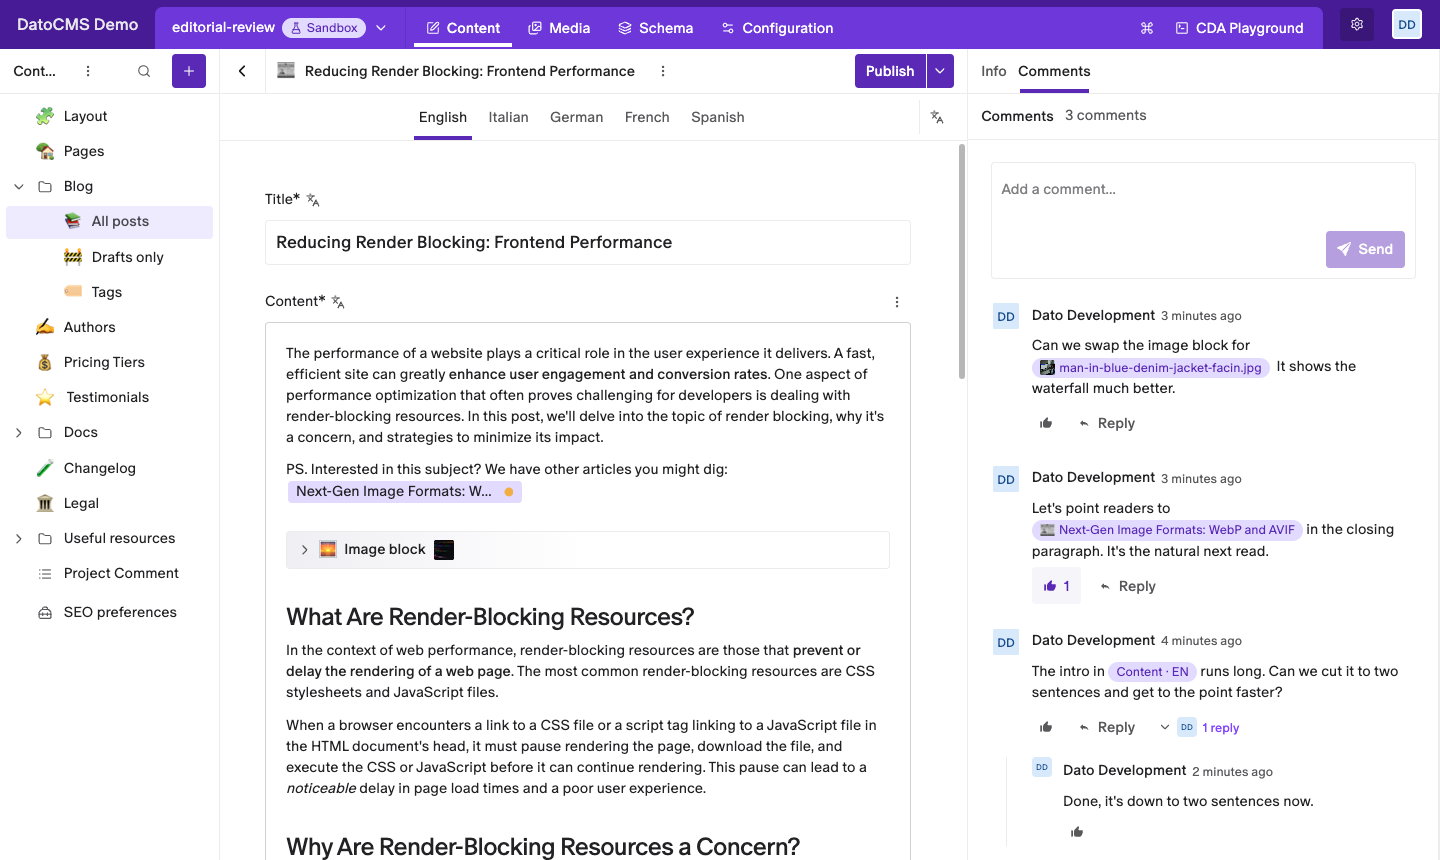 DatoCMS Demo
editorial-review Sandbox
Content Media Schema Configuration
CDA Playground
DD
Cont...
Reducing Render Blocking: Frontend Performance
Publish
Info Comments
Layout
Pages
Blog
All posts
Drafts only
Tags
Authors
Pricing Tiers
Testimonials
Docs
Changelog
Legal
Useful resources
Project Comment
SEO preferences
English Italian German French Spanish
Title*
Reducing Render Blocking: Frontend Performance
Content*
The performance of a website plays a critical role in the user experience it delivers. A fast,
efficient site can greatly enhance user engagement and conversion rates. One aspect of
performance optimization that often proves challenging for developers is dealing with
render-blocking resources. In this post, we'll delve into the topic of render blocking, why it's
a concern, and strategies to minimize its impact.
PS. Interested in this subject? We have other articles you might dig:
Next-Gen Image Formats: W...
Image block
What Are Render-Blocking Resources?
In the context of web performance, render-blocking resources are those that prevent or
delay the rendering of a web page. The most common render-blocking resources are CSS
stylesheets and JavaScript files.
When a browser encounters a link to a CSS file or a script tag linking to a JavaScript file in
the HTML document's head, it must pause rendering the page, download the file, and
execute the CSS or JavaScript before it can continue rendering. This pause can lead to a
noticeable delay in page load times and a poor user experience.
Why Are Render-Blocking Resources a Concern?
Comments 3 comments
Add a comment...
Send
DD Dato Development 3 minutes ago
Can we swap the image block for
man-in-blue-denim-jacket-facin.jpg It shows the
waterfall much better.
Reply
DD Dato Development 3 minutes ago
Let's point readers to
Next-Gen Image Formats: WebP and AVIF in the closing
paragraph. It's the natural next read.
1 Reply
DD Dato Development 4 minutes ago
The intro in Content · EN runs long. Can we cut it to two
sentences and get to the point faster?
Reply DD 1 reply
DD Dato Development 2 minutes ago
Done, it's down to two sentences now.